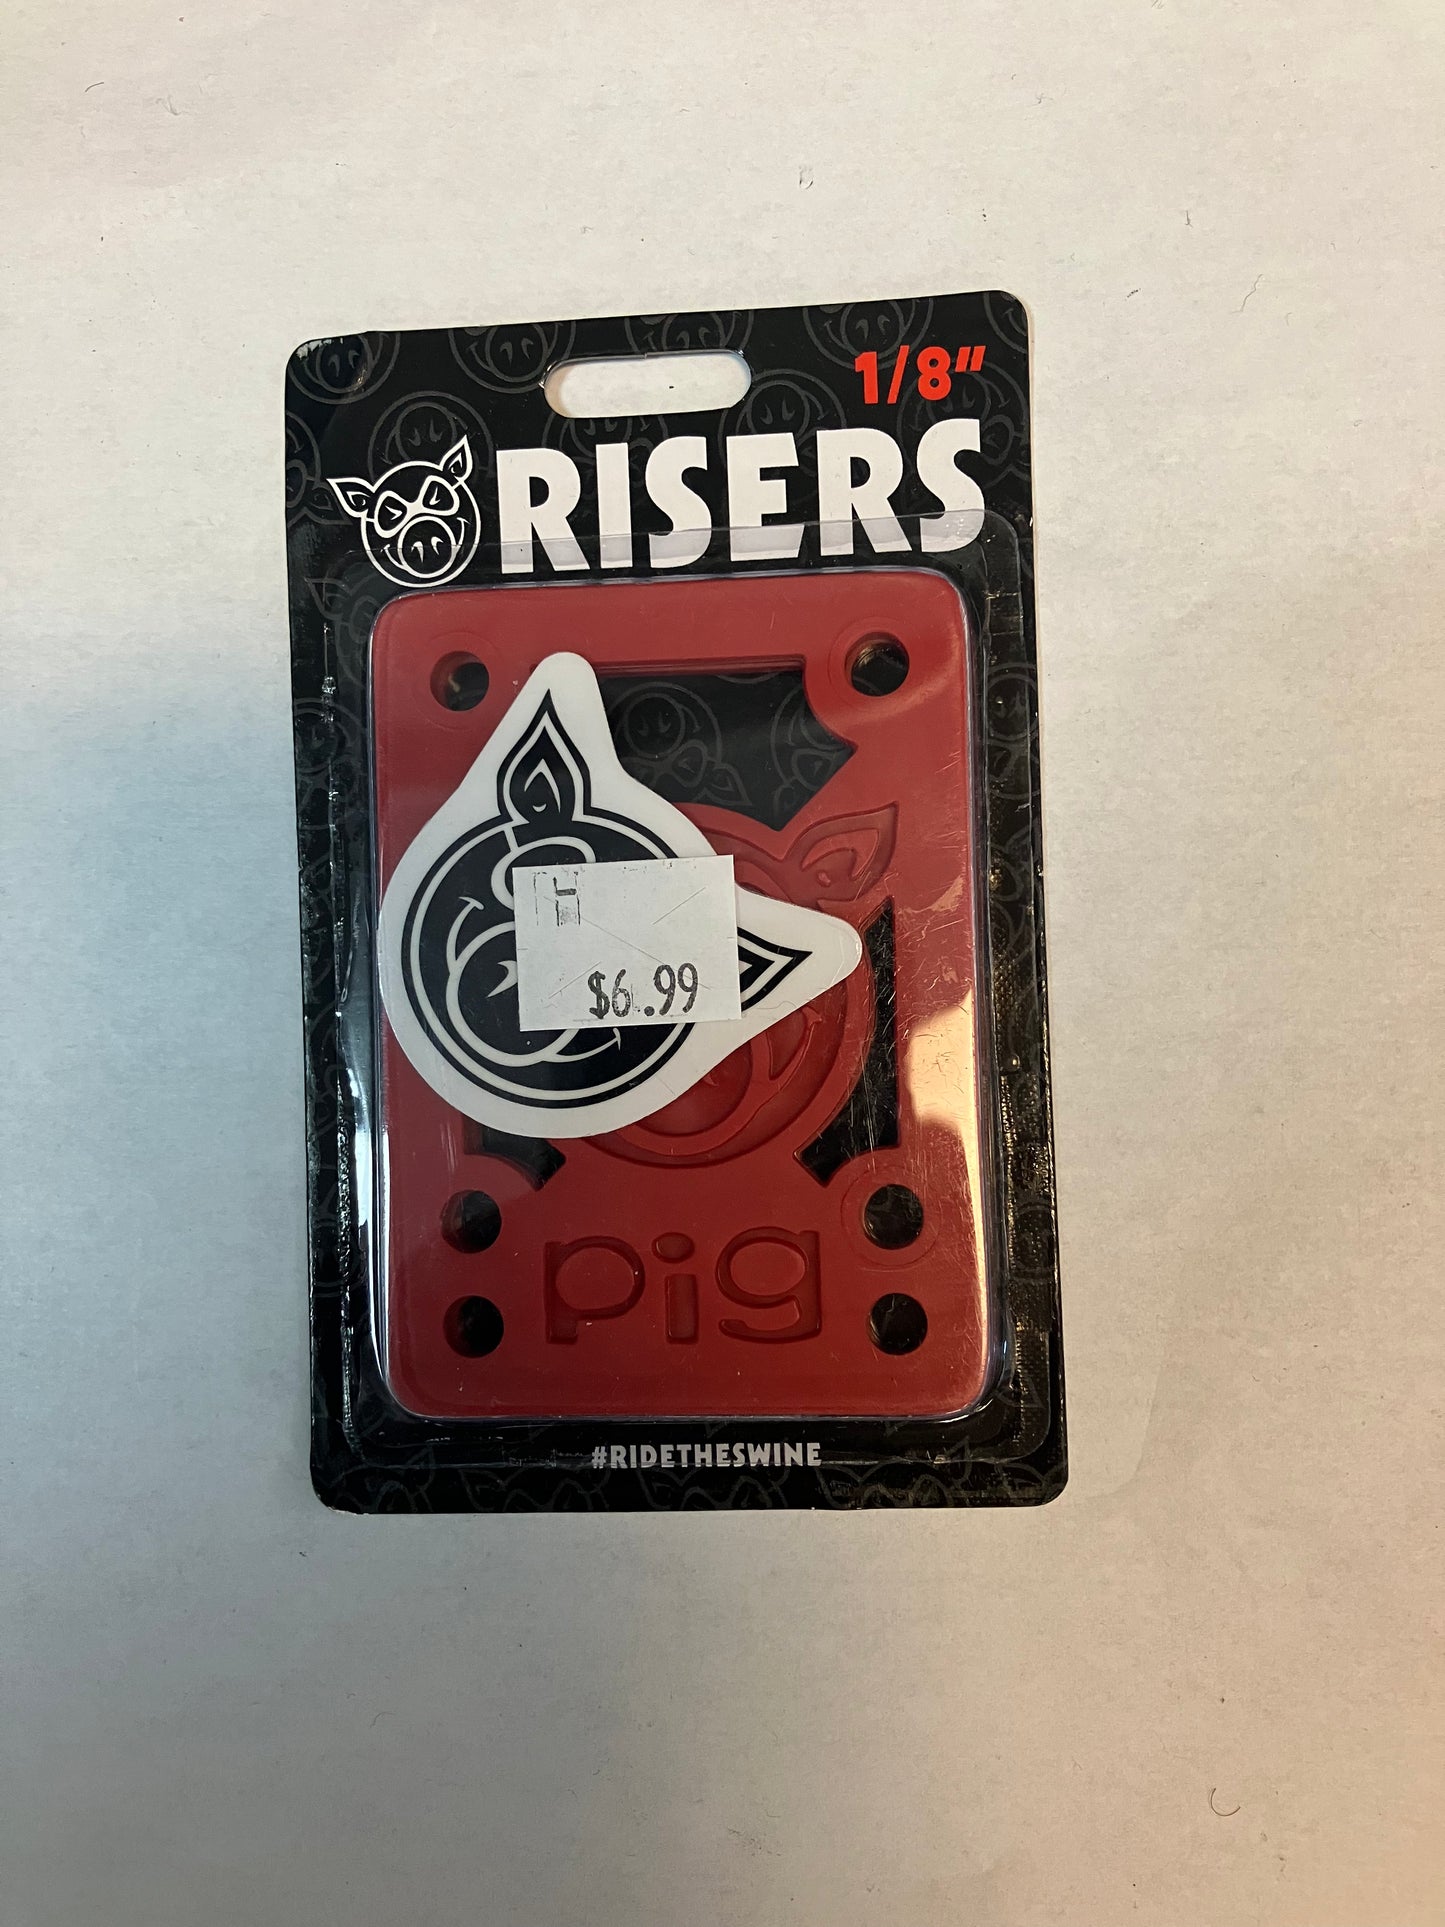 1/8"
RISERS
$6.99
pig
#RIDETHESWINE